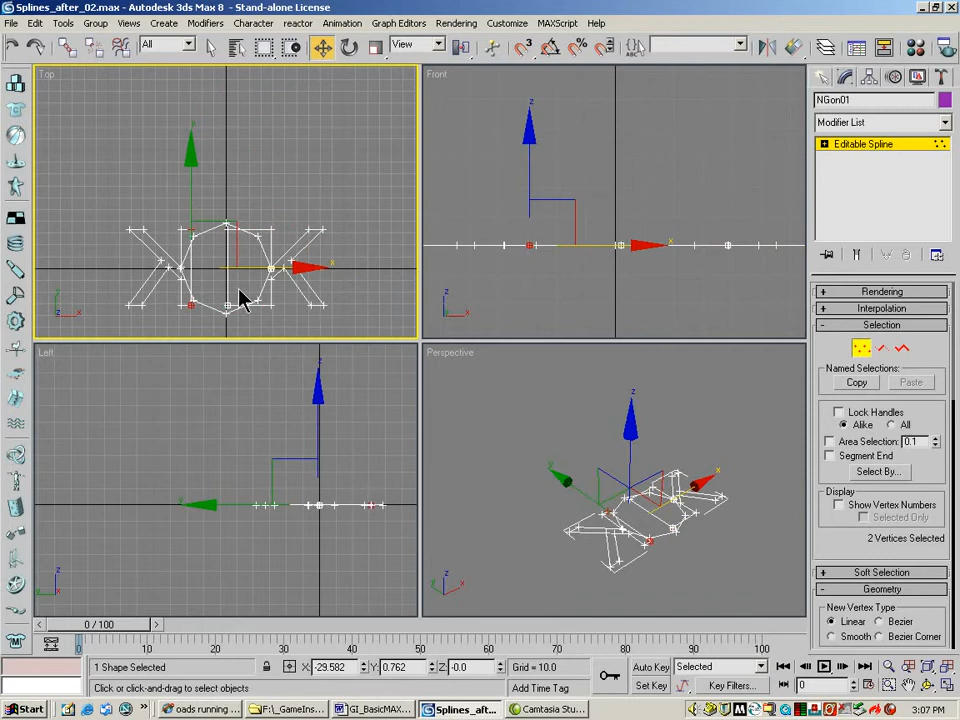 Splines_after_02.max - Autodesk 3ds Max 8 - Stand-alone License
File Edit Tools Group Views Create Modifiers Character reactor Animation Graph Editors Rendering Customize MAXScript Help
All View
NGon01
Modifier List
Editable Spline
Top
y
x
z x
Front
z
x
z
x
Left
z
y
z
y
Perspective
z
y
x
z
x
y
+ Rendering
+ Interpolation
- Selection
Named Selections:
Copy Paste
Lock Handles
Alike All
Area Selection: 0.1
Segment End
Select By...
Display
Show Vertex Numbers
Selected Only
2 Vertices Selected
+ Soft Selection
- Geometry
New Vertex Type
Linear Bezier
Smooth Bezier Corner
< 0 / 100 >
10 20 30 40 50 60 70 80 90 100
1 Shape Selected X: -29.582 Y: 0.762 Z: -0.0 Grid = 10.0 Auto Key Selected
Click or click-and-drag to select objects Add Time Tag Set Key Key Filters... 0
Start oads running ... F:\_GameIns... GI_BasicMAX... Splines_aft... Camtasia Stu... 3:07 PM